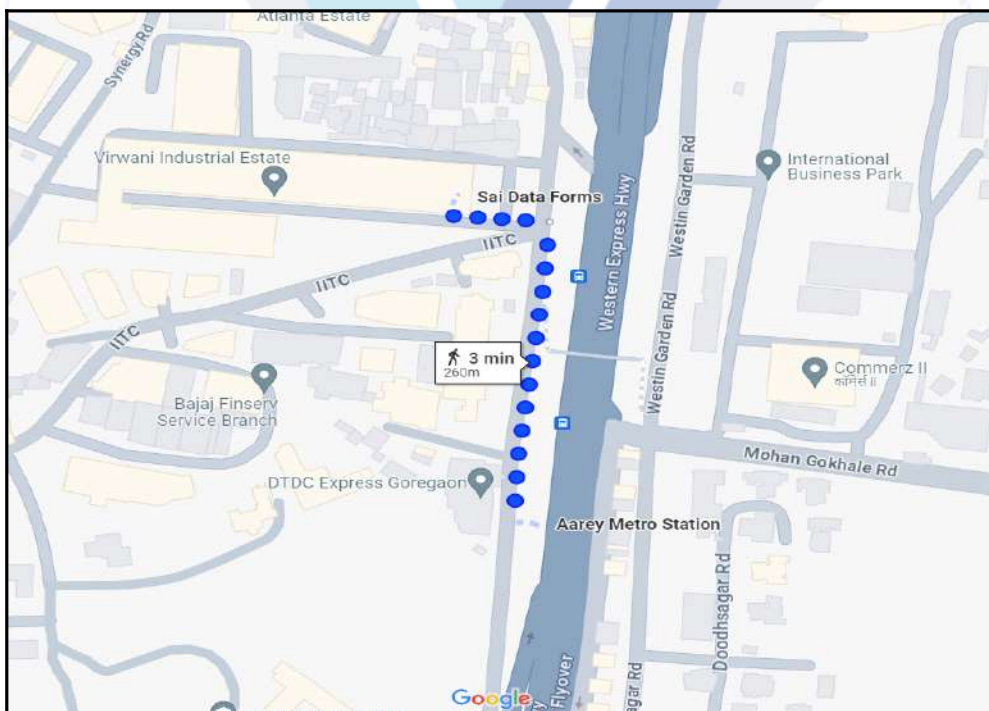 Atlanta Estate
Synergy Rd
Virwani Industrial Estate
Sai Data Forms
International
Business Park
Western Express Hwy
Westin Garden Rd
IITC
IITC
IITC
Westin Garden Rd
3 min
260m
Commerz II
कॉमर्स II
Bajaj Finserv
Service Branch
Mohan Gokhale Rd
DTDC Express Goregaon
Aarey Metro Station
Doodhsagar Rd
agar Rd
Google
Flyover